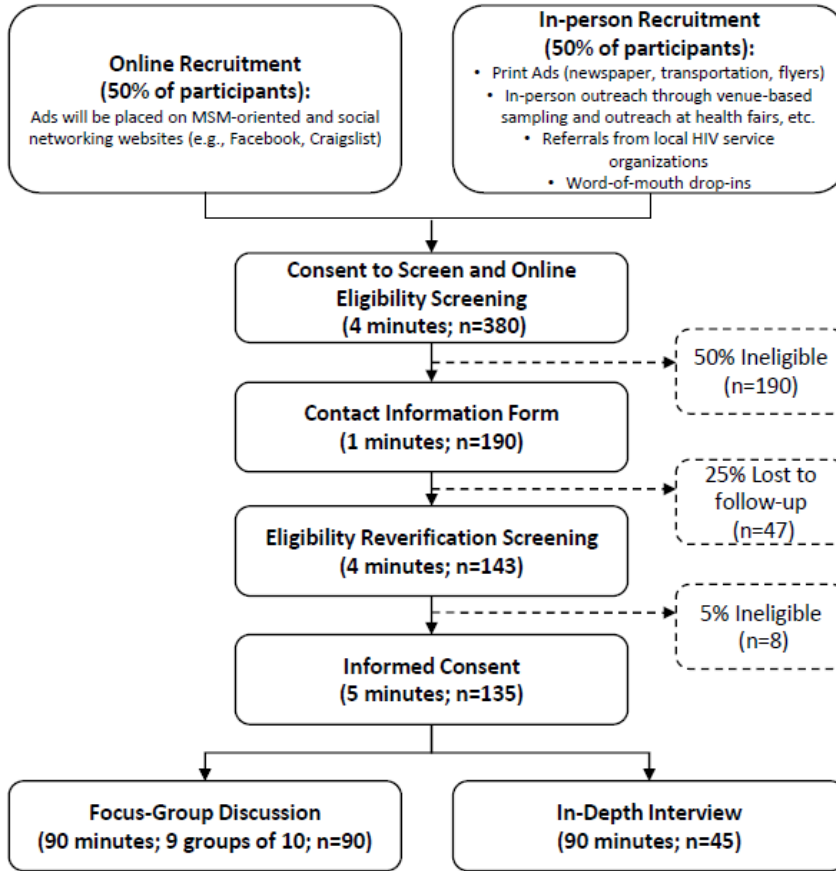 Online Recruitment
(50% of participants):
Ads will be placed on MSM-oriented and social
networking websites (e.g., Facebook, Craigslist)
In-person Recruitment
(50% of participants):
• Print Ads (newspaper, transportation, flyers)
• In-person outreach through venue-based
sampling and outreach at health fairs, etc.
• Referrals from local HIV service
organizations
• Word-of-mouth drop-ins
Consent to Screen and Online
Eligibility Screening
(4 minutes; n=380)
50% Ineligible
(n=190)
Contact Information Form
(1 minutes; n=190)
25% Lost to
follow-up
(n=47)
Eligibility Reverification Screening
(4 minutes; n=143)
5% Ineligible
(n=8)
Informed Consent
(5 minutes; n=135)
Focus-Group Discussion
(90 minutes; 9 groups of 10; n=90)
In-Depth Interview
(90 minutes; n=45)